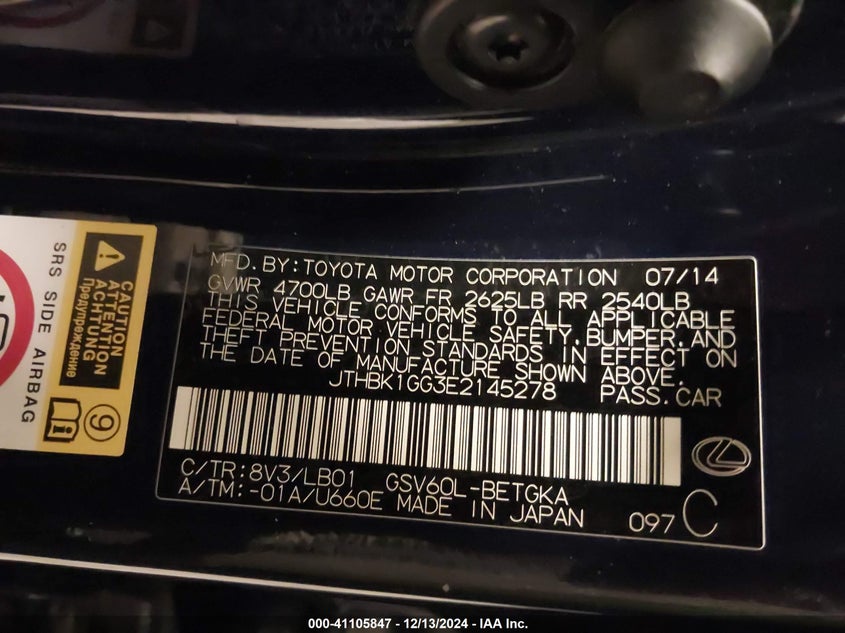 MFD. BY: TOYOTA MOTOR CORPORATION 07/14
GVWR 4700LB GAWR FR 2625LB RR 2540LB
THIS VEHICLE CONFORMS TO ALL APPLICABLE
FEDERAL MOTOR VEHICLE SAFETY, BUMPER, AND
THEFT PREVENTION STANDARDS IN EFFECT ON
THE DATE OF MANUFACTURE SHOWN ABOVE.
JTHBK1GG3E2145278 PASS. CAR
C/TR: 8V3/LB01 GSV60L-BETGKA
A/TM: -01A/U660E MADE IN JAPAN
097 C
SRS SIDE AIRBAG
CAUTION
ATTENTION
ACHTUNG
Предупреждение
9
000-41105847 - 12/13/2024 - IAA Inc.